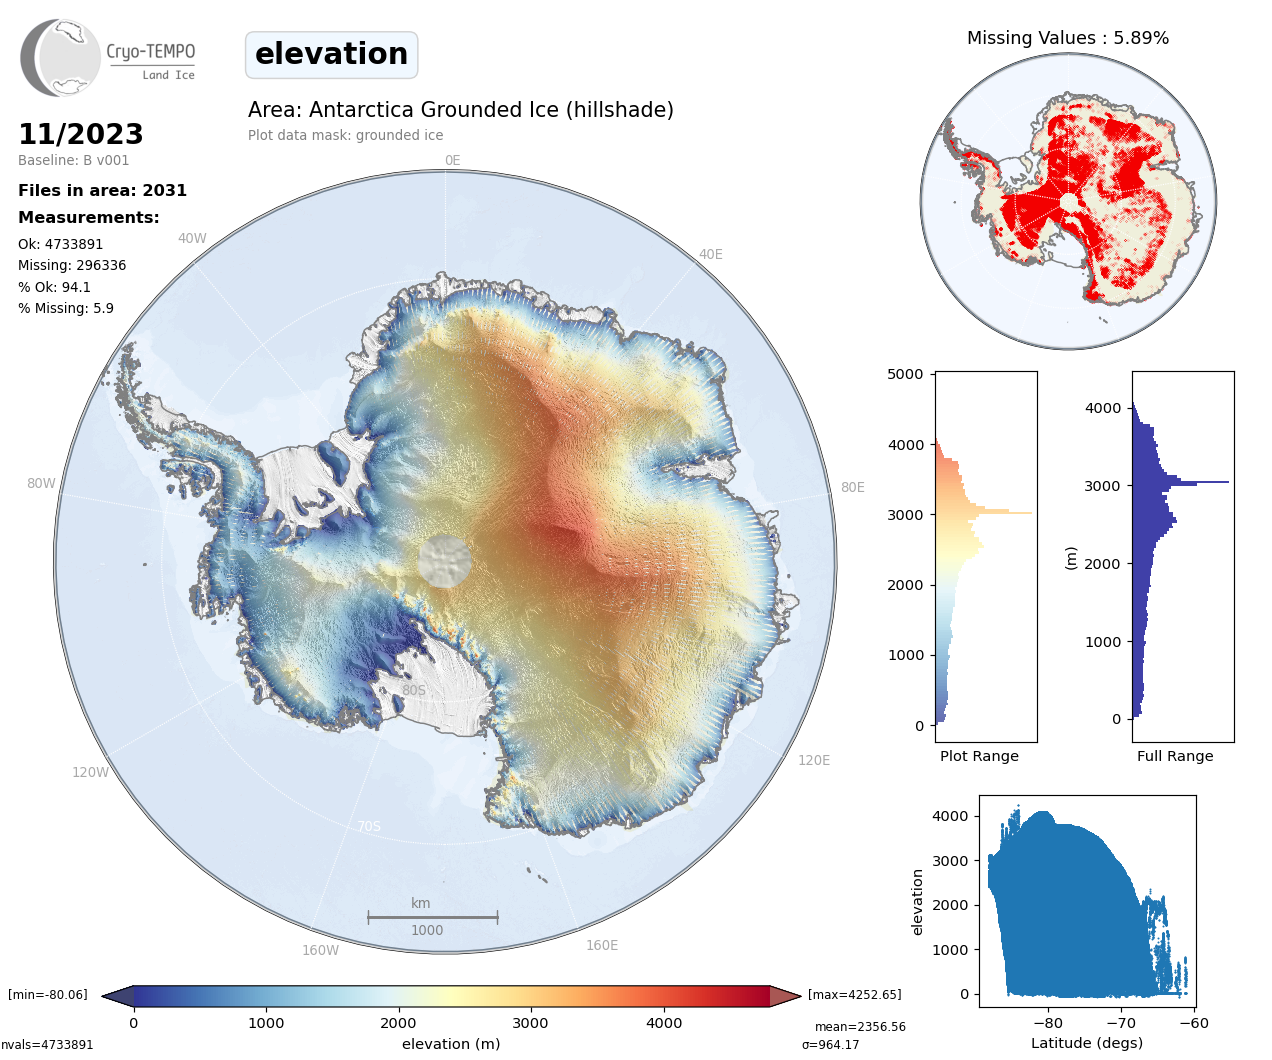 Cryo-TEMPO
Land Ice
elevation
Area: Antarctica Grounded Ice (hillshade)
Plot data mask: grounded ice
11/2023
Baseline: B v001
Files in area: 2031
Measurements:
Ok: 4733891
Missing: 296336
% Ok: 94.1
% Missing: 5.9
0E
40W
40E
80W
80E
80S
120W
120E
70S
km
1000
160W
160E
[min=-80.06]
[max=4252.65]
0
1000
2000
3000
4000
mean=2356.56
nvals=4733891
elevation (m)
σ=964.17
Missing Values : 5.89%
5000
4000
3000
2000
1000
0
Plot Range
(m)
4000
3000
2000
1000
0
Full Range
elevation
4000
3000
2000
1000
0
−80
−70
−60
Latitude (degs)